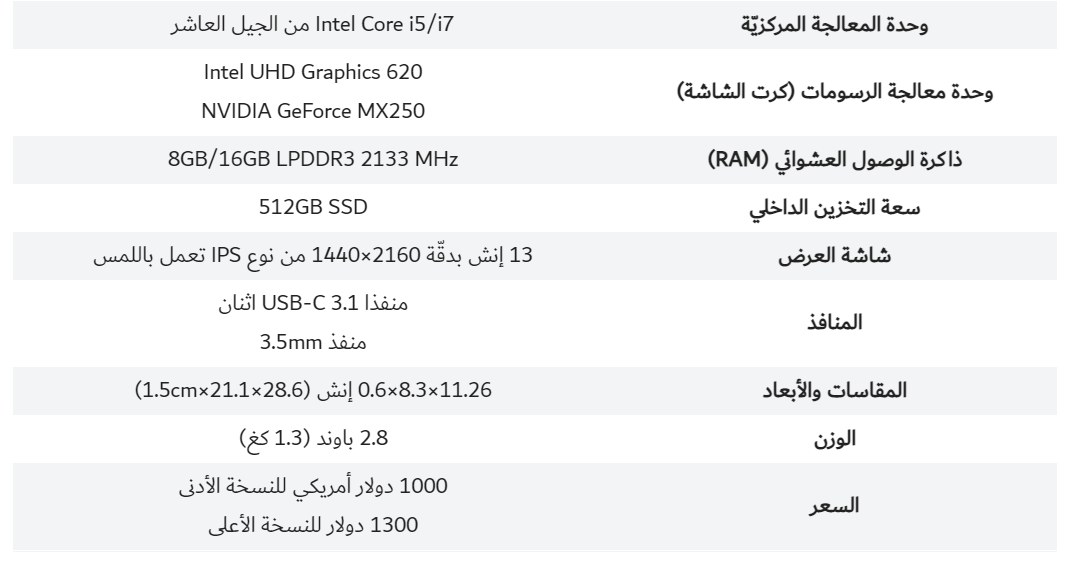 وحدة المعالجة المركزيّة
Intel Core i5/i7 من الجيل العاشر
وحدة معالجة الرسومات (كرت الشاشة)
Intel UHD Graphics 620
NVIDIA GeForce MX250
ذاكرة الوصول العشوائي (RAM)
8GB/16GB LPDDR3 2133 MHz
سعة التخزين الداخلي
512GB SSD
شاشة العرض
13 إنش بدقّة 2160×1440 من نوع IPS تعمل باللمس
المنافذ
منفذا USB-C 3.1 اثنان
منفذ 3.5mm
المقاسات والأبعاد
11.26×8.3×0.6 إنش (28.6×21.1×1.5cm)
الوزن
2.8 باوند (1.3 كغ)
السعر
1000 دولار أمريكي للنسخة الأدنى
1300 دولار للنسخة الأعلى